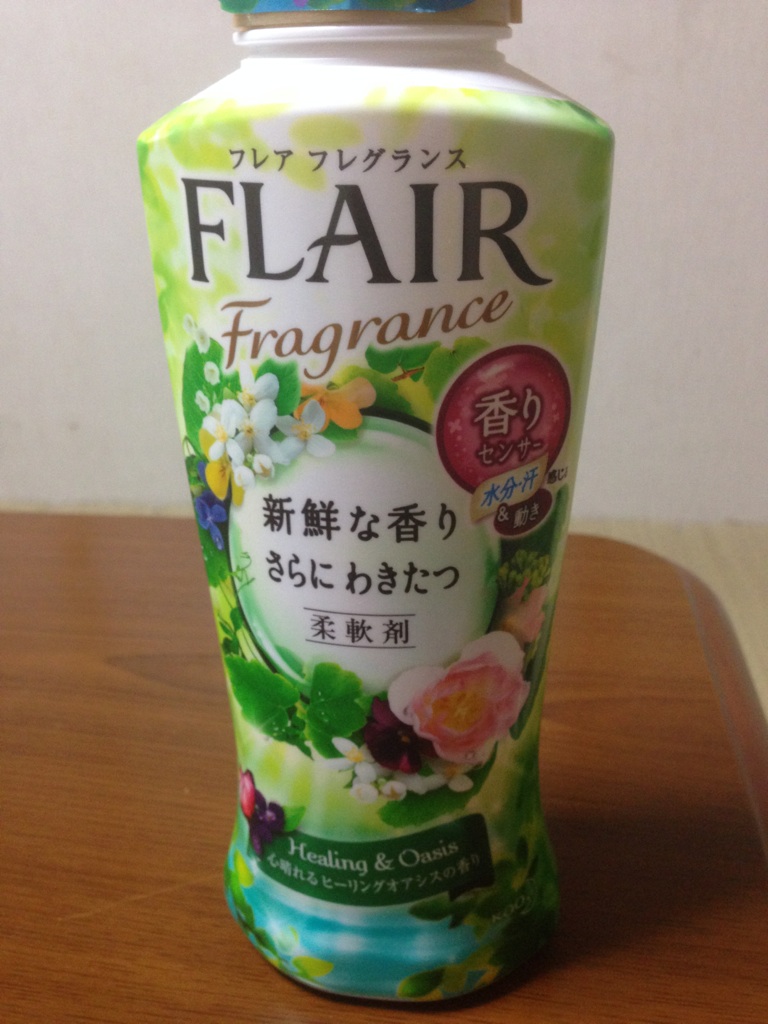 フレア フレグランス
FLAIR
Fragrance
香り
センサー
水分・汗
& 動き
新鮮な香り
さらに わきたつ
柔軟剤
Healing & Oasis
心晴れるヒーリングオアシスの香り